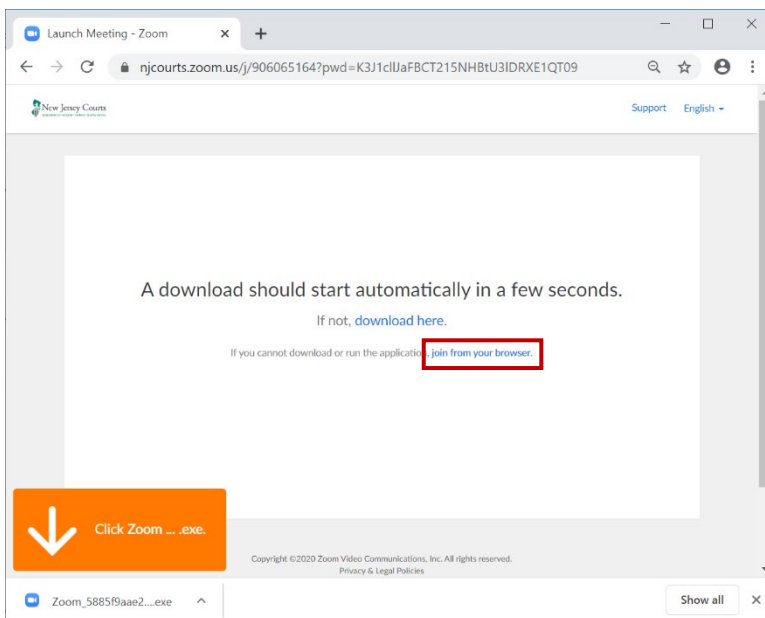 Launch Meeting - Zoom
njcourts.zoom.us/j/906065164?pwd=K3J1cllJaFBCT215NHBtU3lDRXE1QT09
New Jersey Courts
Support English
A download should start automatically in a few seconds.
If not, download here.
If you cannot download or run the application, join from your browser.
Click Zoom ... .exe.
Copyright ©2020 Zoom Video Communications, Inc. All rights reserved.
Privacy & Legal Policies
Zoom_5885f9aae2....exe
Show all